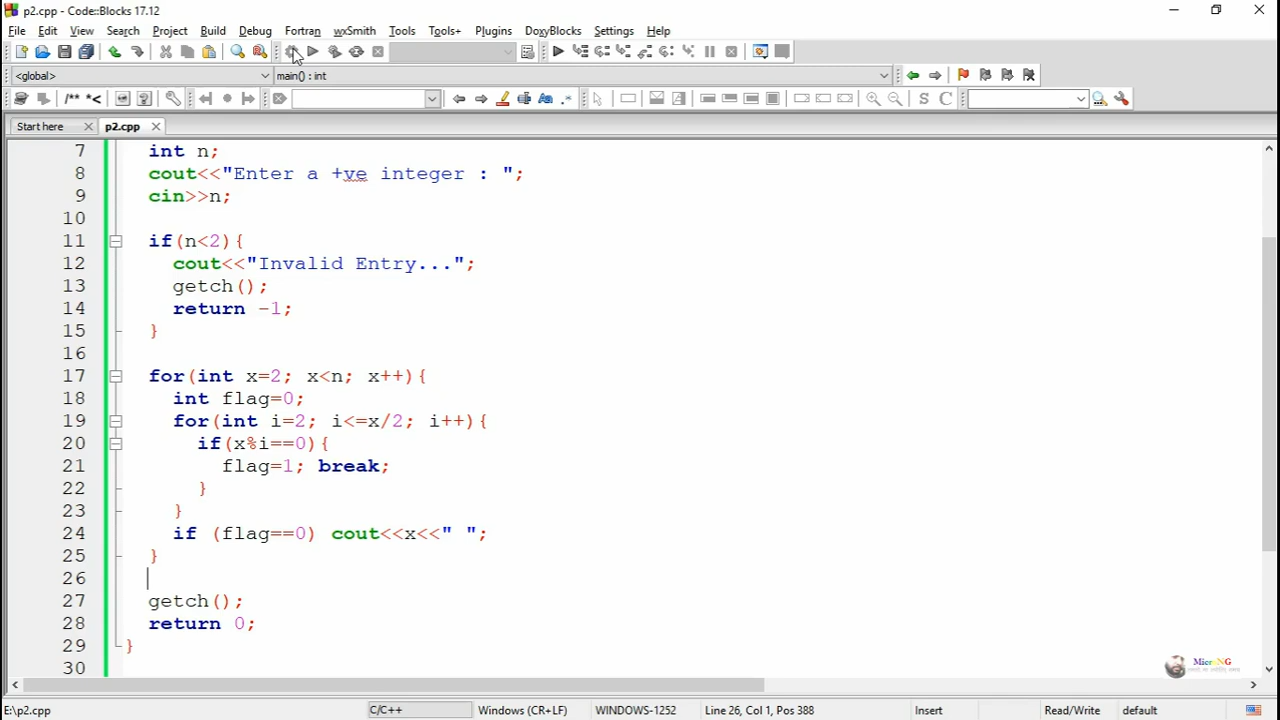 p2.cpp - Code::Blocks 17.12
File Edit View Search Project Build Debug Fortran wxSmith Tools Tools+ Plugins DoxyBlocks Settings Help
<global> main() : int
/** *<
S C
Start here p2.cpp
7 int n;
8 cout<<"Enter a +ve integer : ";
9 cin>>n;
10
11 if(n<2){
12 cout<<"Invalid Entry...";
13 getch();
14 return -1;
15 }
16
17 for(int x=2; x<n; x++){
18 int flag=0;
19 for(int i=2; i<=x/2; i++){
20 if(x%i==0){
21 flag=1; break;
22 }
23 }
24 if (flag==0) cout<<x<<" ";
25 }
26
27 getch();
28 return 0;
29 }
30
MicroNG
E:\p2.cpp C/C++ Windows (CR+LF) WINDOWS-1252 Line 26, Col 1, Pos 388 Insert Read/Write default